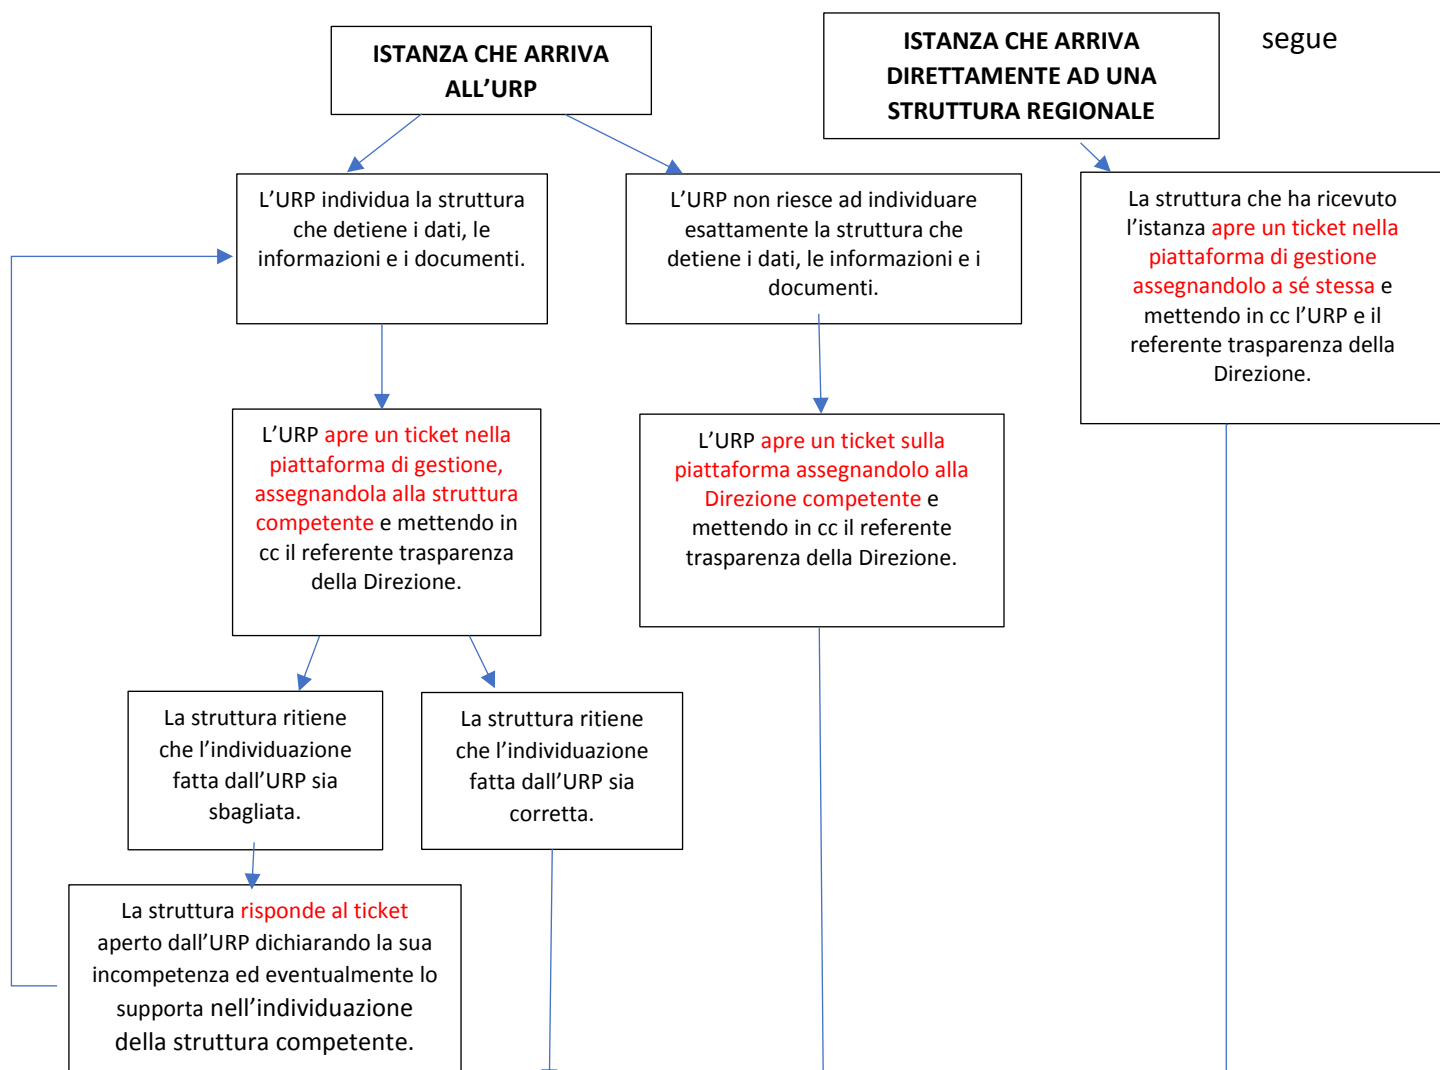 ISTANZA CHE ARRIVA
ALL’URP
ISTANZA CHE ARRIVA
DIRETTAMENTE AD UNA
STRUTTURA REGIONALE
segue
L’URP individua la struttura
che detiene i dati, le
informazioni e i documenti.
L’URP non riesce ad individuare
esattamente la struttura che
detiene i dati, le informazioni e i
documenti.
La struttura che ha ricevuto
l’istanza apre un ticket nella
piattaforma di gestione
assegnandolo a sé stessa e
mettendo in cc l’URP e il
referente trasparenza della
Direzione.
L’URP apre un ticket nella
piattaforma di gestione,
assegnandola alla struttura
competente e mettendo in
cc il referente trasparenza
della Direzione.
L’URP apre un ticket sulla
piattaforma assegnandolo alla
Direzione competente e
mettendo in cc il referente
trasparenza della Direzione.
La struttura ritiene
che l’individuazione
fatta dall’URP sia
sbagliata.
La struttura ritiene
che l’individuazione
fatta dall’URP sia
corretta.
La struttura risponde al ticket
aperto dall’URP dichiarando la sua
incompetenza ed eventualmente lo
supporta nell’individuazione
della struttura competente.